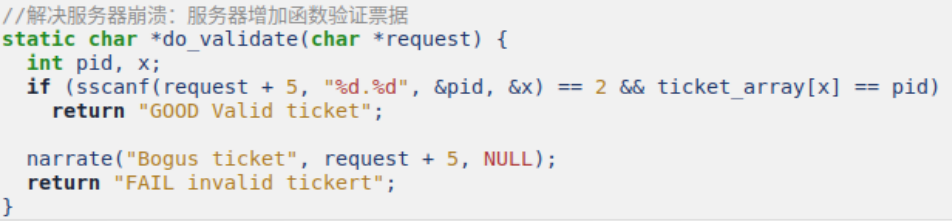 //解决服务器崩溃：服务器增加函数验证票据
static char *do_validate(char *request) {
  int pid, x;
  if (sscanf(request + 5, "%d.%d", &pid, &x) == 2 && ticket_array[x] == pid)
    return "GOOD Valid ticket";

  narrate("Bogus ticket", request + 5, NULL);
  return "FAIL invalid tickert";
}